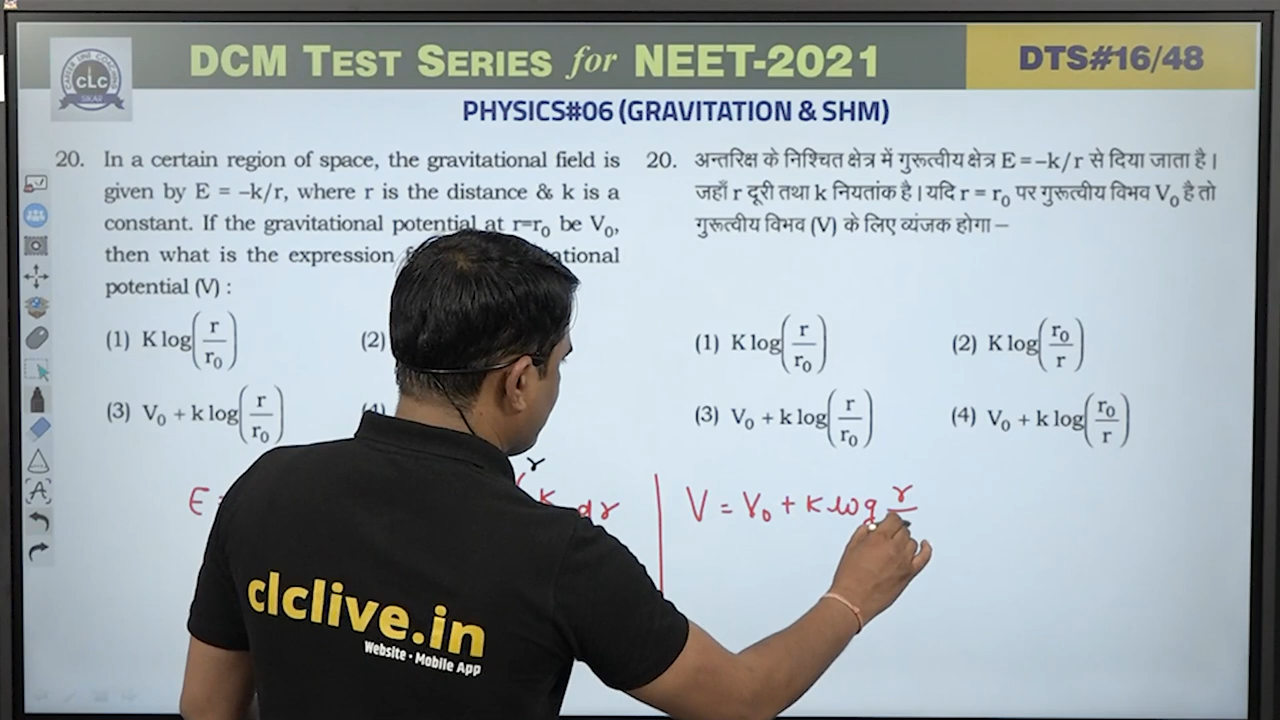 DCM TEST SERIES for NEET-2021
DTS#16/48
CLC
SIKAR
PHYSICS#06 (GRAVITATION & SHM)
20. In a certain region of space, the gravitational field is
given by E = –k/r, where r is the distance & k is a
constant. If the gravitational potential at r=r₀ be V₀,
then what is the expression
potential (V) :
(1) K log(r/r₀)
(2)
(3) V₀ + k log(r/r₀)
20. अन्तरिक्ष के निश्चित क्षेत्र में गुरूत्वीय क्षेत्र E = –k/r से दिया जाता है।
जहाँ r दूरी तथा k नियतांक है। यदि r = r₀ पर गुरूत्वीय विभव V₀ है तो
गुरूत्वीय विभव (V) के लिए व्यंजक होगा –
(1) K log(r/r₀)
(2) K log(r₀/r)
(3) V₀ + k log(r/r₀)
(4) V₀ + k log(r₀/r)
E
r
K dr
V = V₀ + K log r
clclive.in
Website • Mobile App